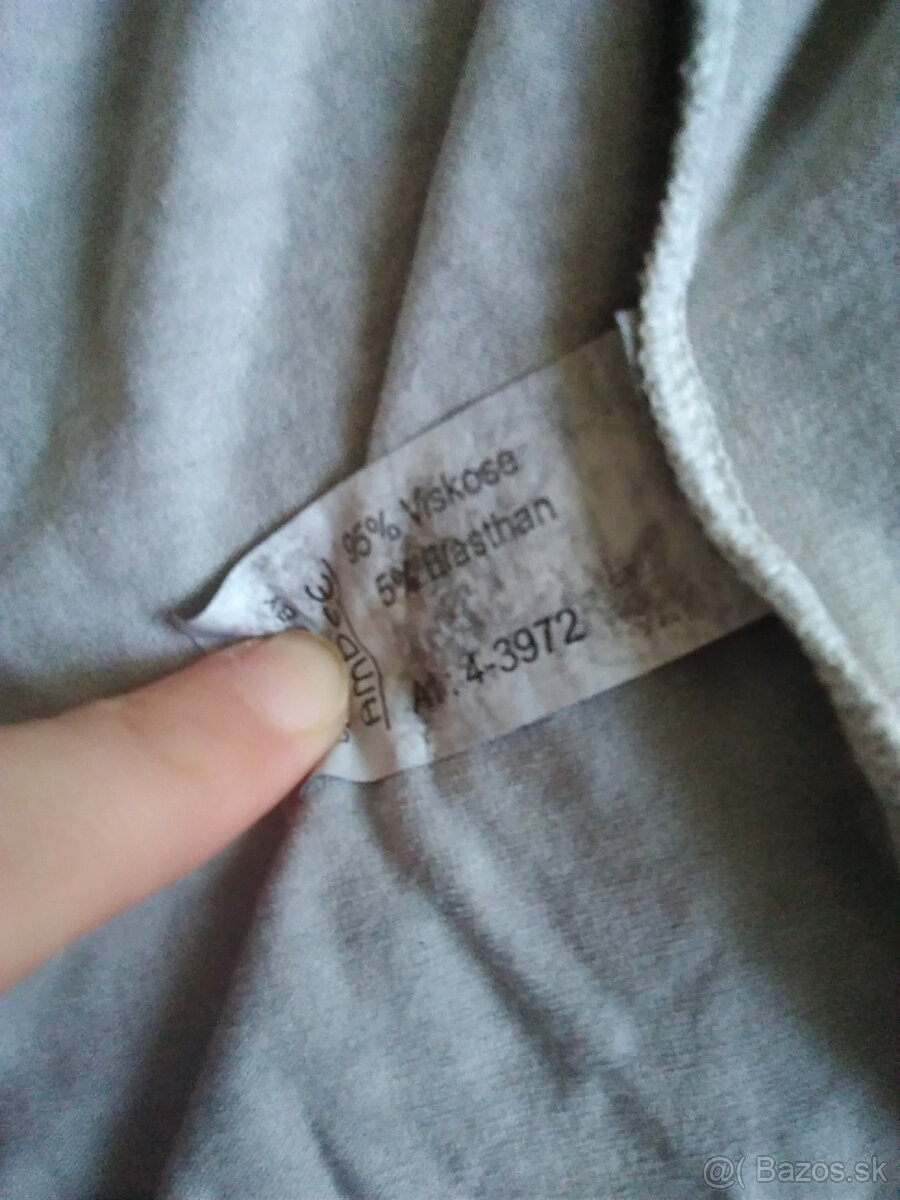 95% Viskose
5% Elasthan
Art. 4-3972
@( Bazos.sk